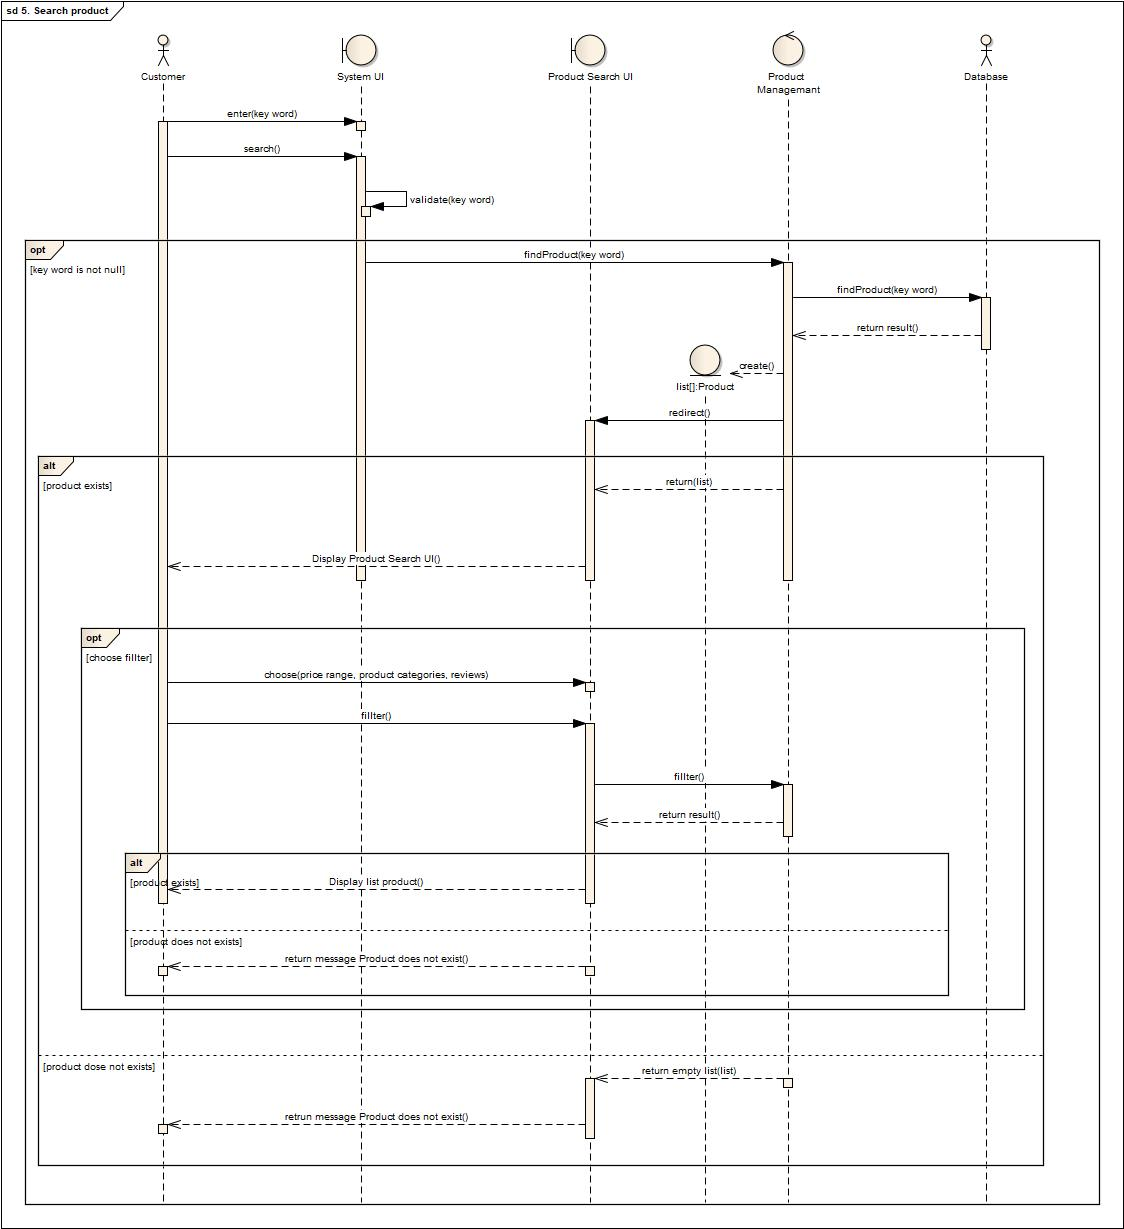 sd 5. Search product
Customer
System UI
Product Search UI
Product
Managemant
Database
enter(key word)
search()
validate(key word)
opt
[key word is not null]
findProduct(key word)
findProduct(key word)
return result()
create()
list[]:Product
redirect()
alt
[product exists]
return(list)
Display Product Search UI()
opt
[choose fillter]
choose(price range, product categories, reviews)
fillter()
fillter()
return result()
alt
[product exists]
Display list product()
[product does not exists]
return message Product does not exist()
[product dose not exists]
return empty list(list)
retrun message Product does not exist()